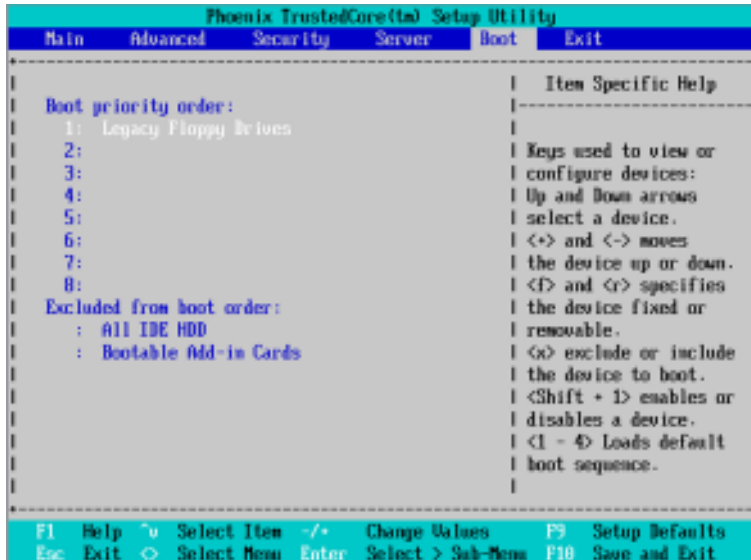 Phoenix TrustedCore(tm) Setup Utility
Main Advanced Security Server Boot Exit
Item Specific Help
Boot priority order:
1: Legacy Floppy Drives
2:
3:
4:
5:
6:
7:
8:
Excluded from boot order:
: All IDE HDD
: Bootable Add-in Cards
Keys used to view or
configure devices:
Up and Down arrows
select a device.
<+> and <-> moves
the device up or down.
<f> and <r> specifies
the device fixed or
removable.
<x> exclude or include
the device to boot.
<Shift + 1> enables or
disables a device.
<1 - 4> Loads default
boot sequence.
F1 Help ^v Select Item -/+ Change Values F9 Setup Defaults
Esc Exit <> Select Menu Enter Select > Sub-Menu F10 Save and Exit